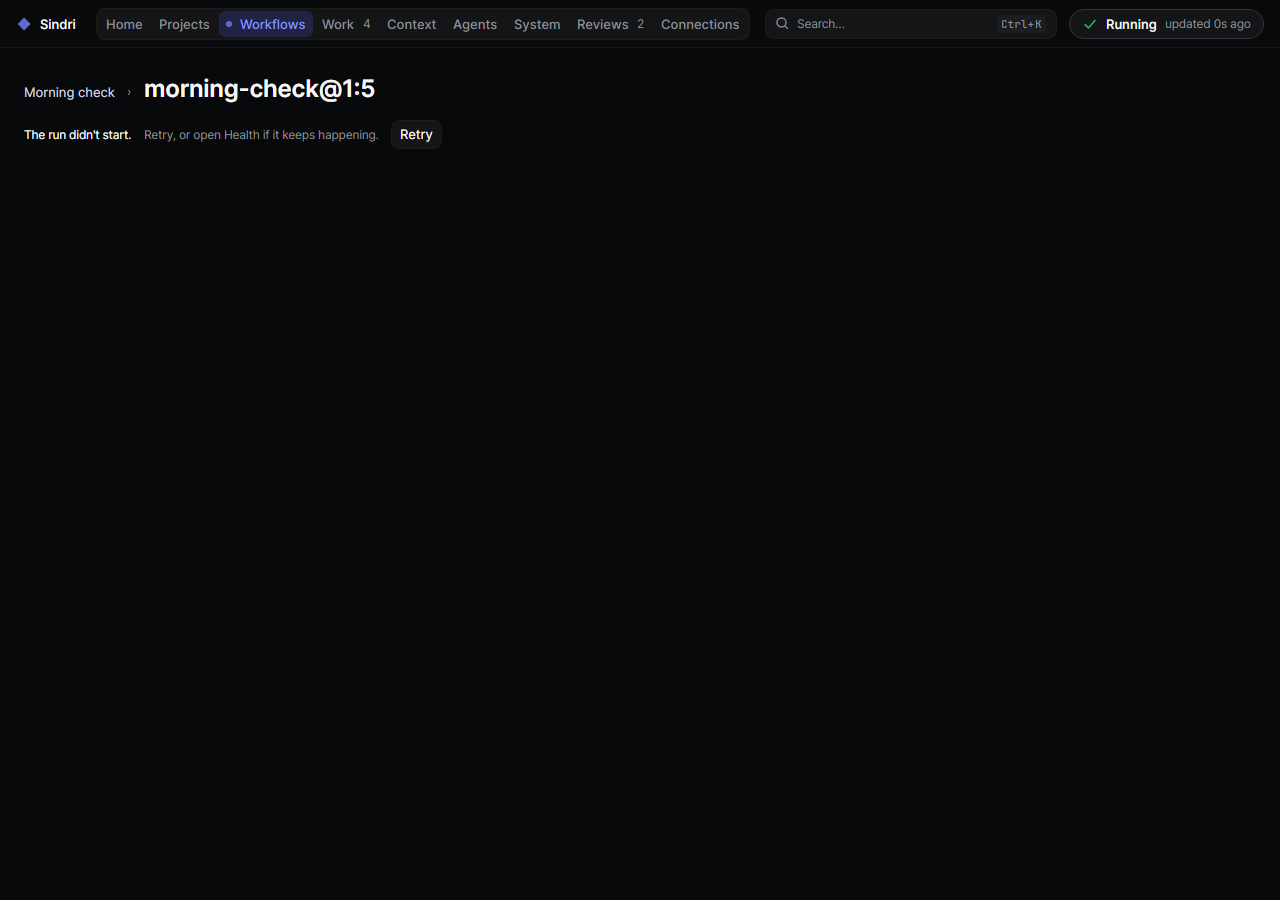 Sindri Home Projects Workflows Work 4 Context Agents System Reviews 2 Connections Search... Ctrl+K Running updated 0s ago
Morning check › morning-check@1:5
The run didn't start. Retry, or open Health if it keeps happening. Retry